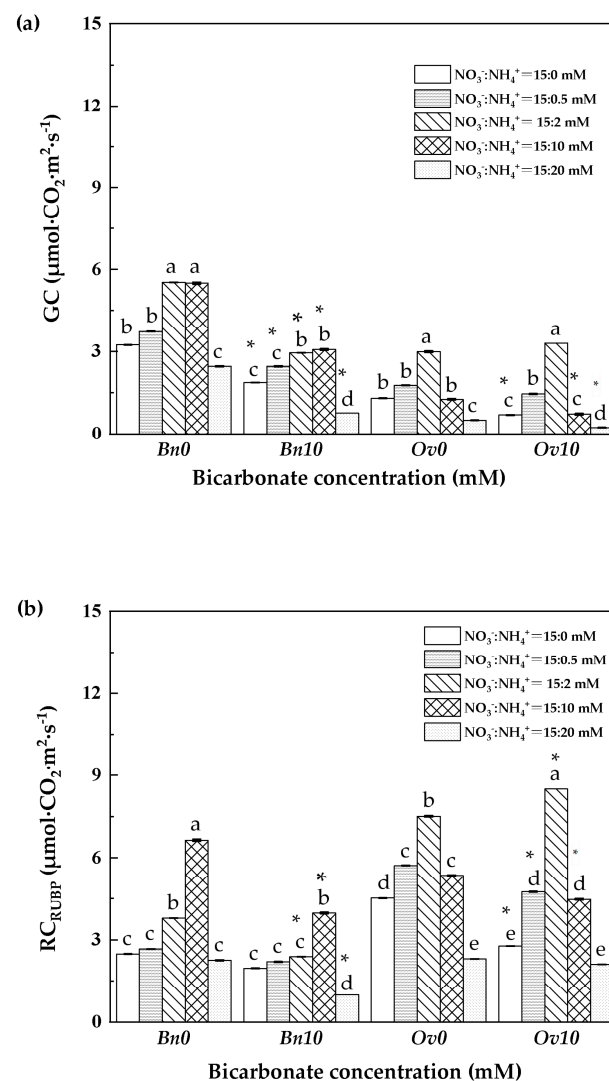 (a)
15
12
9
6
3
0
GC (μmol·CO₂·m²·s⁻¹)
NO₃⁻:NH₄⁺＝15:0 mM
NO₃⁻:NH₄⁺＝15:0.5 mM
NO₃⁻:NH₄⁺＝ 15:2 mM
NO₃⁻:NH₄⁺＝15:10 mM
NO₃⁻:NH₄⁺＝15:20 mM
b b a a c
* * * * *
c c b b d
b b a b c
* * *
c b a c d
Bn0 Bn10 Ov0 Ov10
Bicarbonate concentration (mM)
(b)
15
12
9
6
3
0
RC_RUBP (μmol·CO₂·m²·s⁻¹)
NO₃⁻:NH₄⁺＝15:0 mM
NO₃⁻:NH₄⁺＝15:0.5 mM
NO₃⁻:NH₄⁺＝ 15:2 mM
NO₃⁻:NH₄⁺＝15:10 mM
NO₃⁻:NH₄⁺＝15:20 mM
c c b a c
* * *
c c c b d
d c b c e
* * * *
e d a d e
Bn0 Bn10 Ov0 Ov10
Bicarbonate concentration (mM)